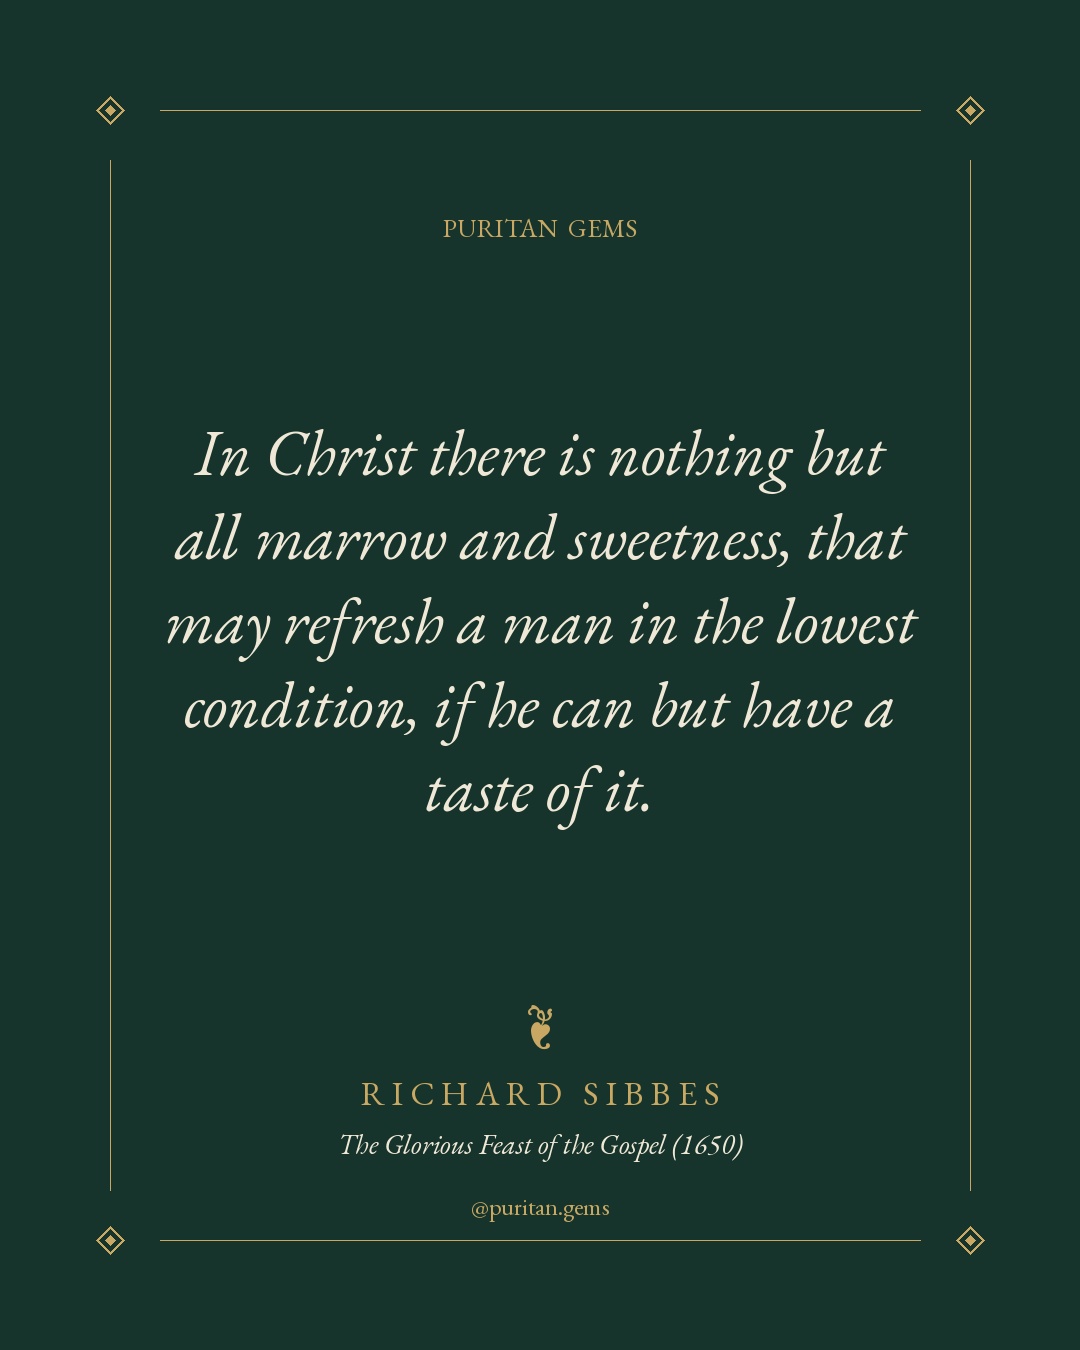 PURITAN GEMS
In Christ there is nothing but
all marrow and sweetness, that
may refresh a man in the lowest
condition, if he can but have a
taste of it.
RICHARD SIBBES
The Glorious Feast of the Gospel (1650)
@puritan.gems